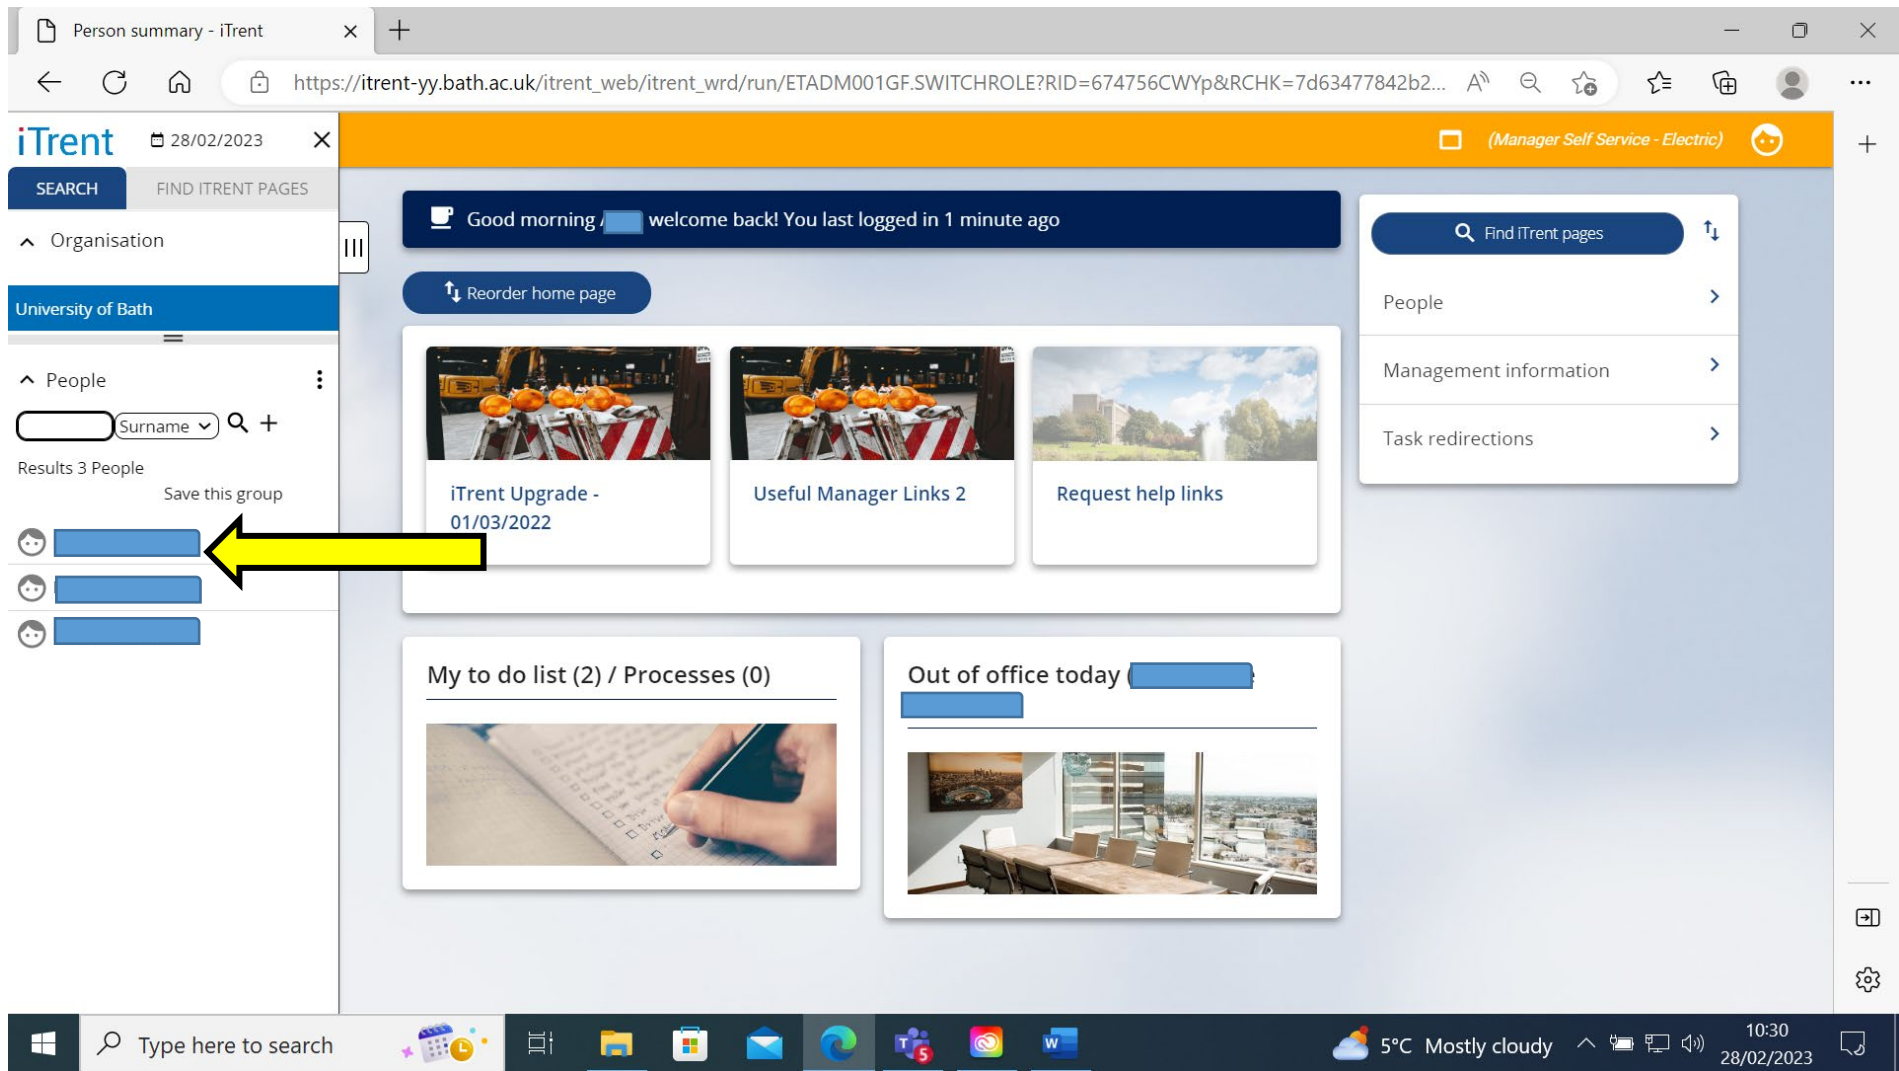 Person summary - iTrent
https://itrent-yy.bath.ac.uk/itrent_web/itrent_wrd/run/ETADM001GF.SWITCHROLE?RID=674756CWYp&RCHK=7d63477842b2...
iTrent 28/02/2023
(Manager Self Service - Electric)
SEARCH FIND ITRENT PAGES
Organisation
University of Bath
People
Surname
Results 3 People
Save this group
Good morning welcome back! You last logged in 1 minute ago
Reorder home page
iTrent Upgrade -
01/03/2022
Useful Manager Links 2
Request help links
My to do list (2) / Processes (0)
Out of office today (
Find iTrent pages
People
Management information
Task redirections
Type here to search
T
5
W
5°C Mostly cloudy
10:30
28/02/2023